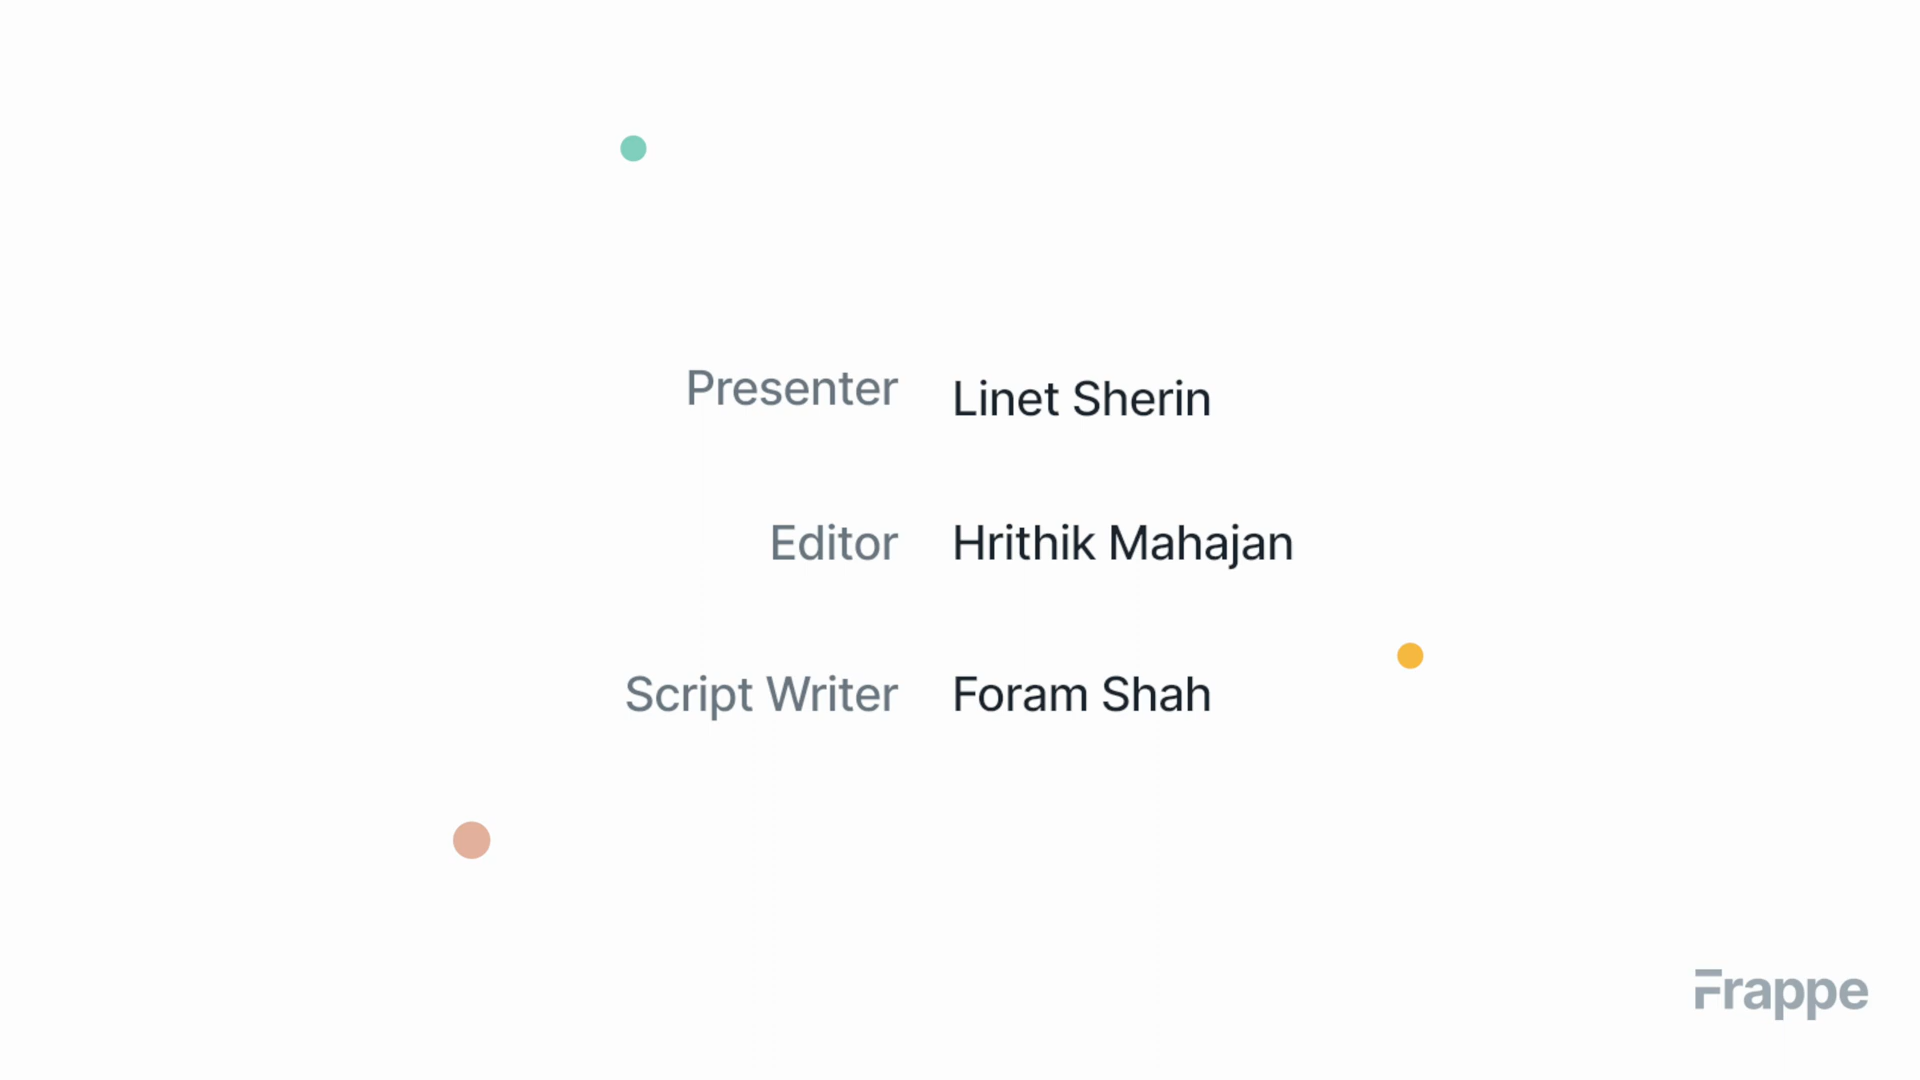 Presenter Linet Sherin
Editor Hrithik Mahajan
Script Writer Foram Shah
Frappe